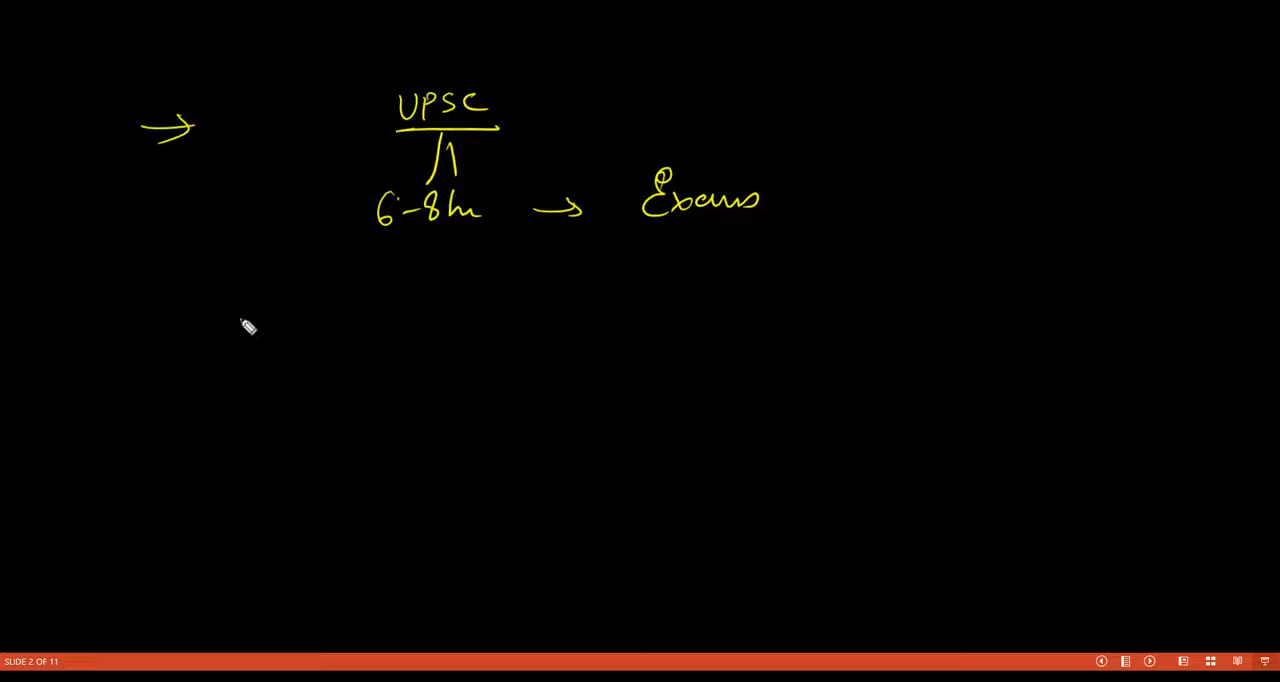 UPSC
6-8hr → Exams
SLIDE 2 OF 11